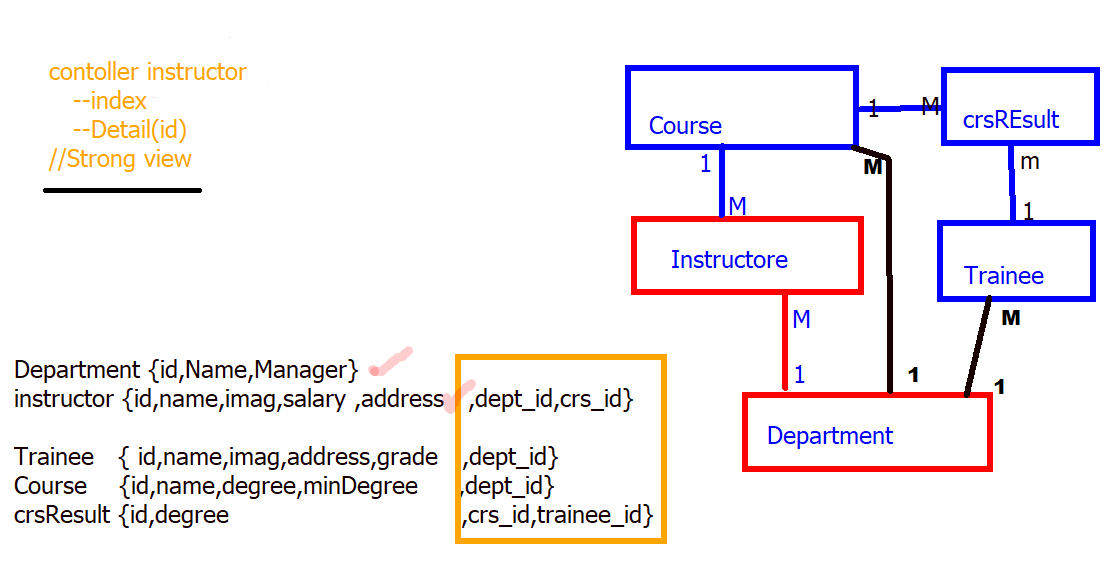 contoller instructor
--index
--Detail(id)
//Strong view
Course
1
M
crsREsult
1
M
m
M
1
Instructore
Trainee
M
M
1
1
1
Department
Department {id,Name,Manager}
instructor {id,name,imag,salary ,address ,dept_id,crs_id}
Trainee { id,name,imag,address,grade ,dept_id}
Course {id,name,degree,minDegree ,dept_id}
crsResult {id,degree ,crs_id,trainee_id}